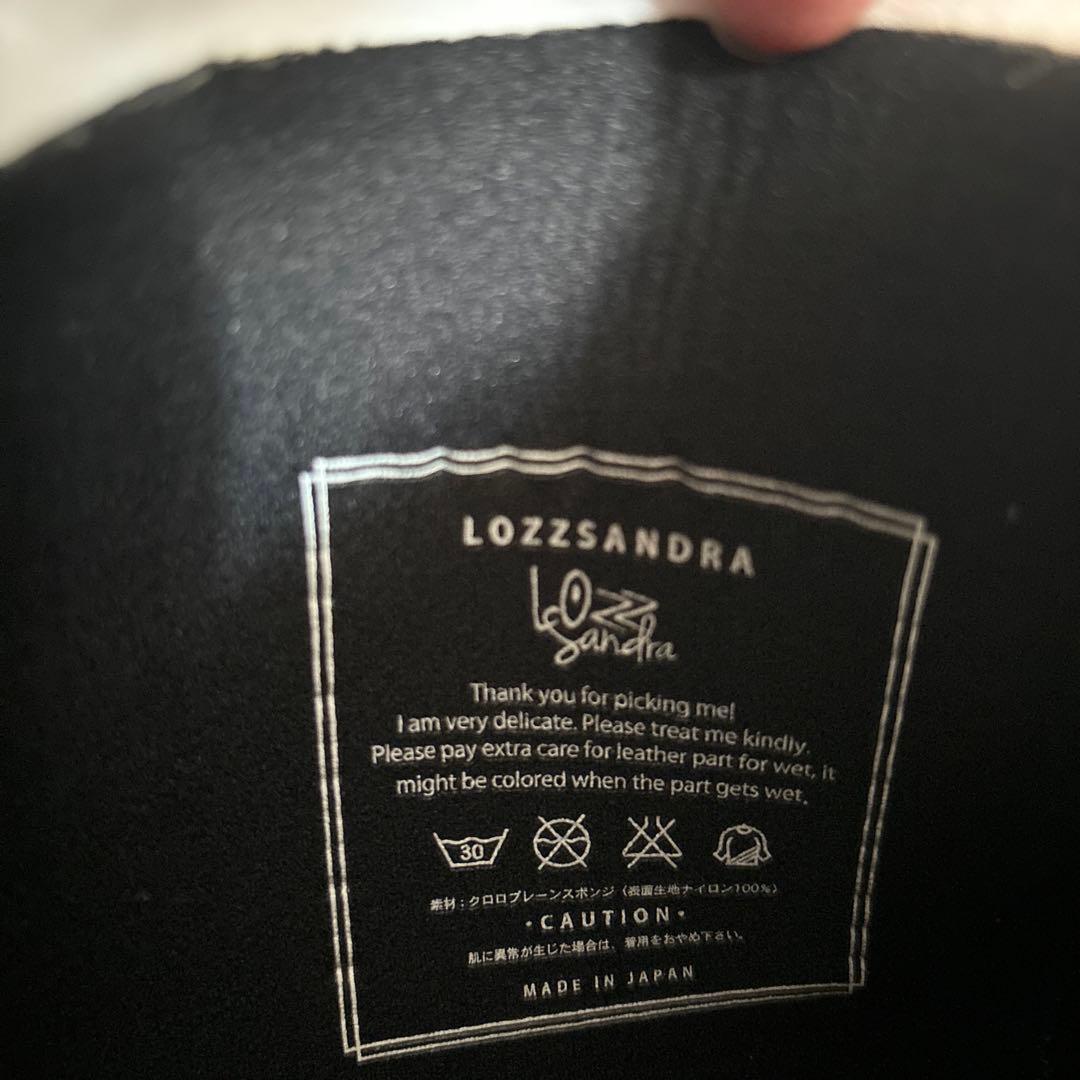 LOZZSANDRA
LOzz
Sandra
Thank you for picking me!
I am very delicate. Please treat me kindly.
Please pay extra care for leather part for wet, it
might be colored when the part gets wet.
30
素材：クロロプレーンスポンジ（表面生地ナイロン100%）
・CAUTION・
肌に異常が生じた場合は、着用をおやめ下さい。
MADE IN JAPAN